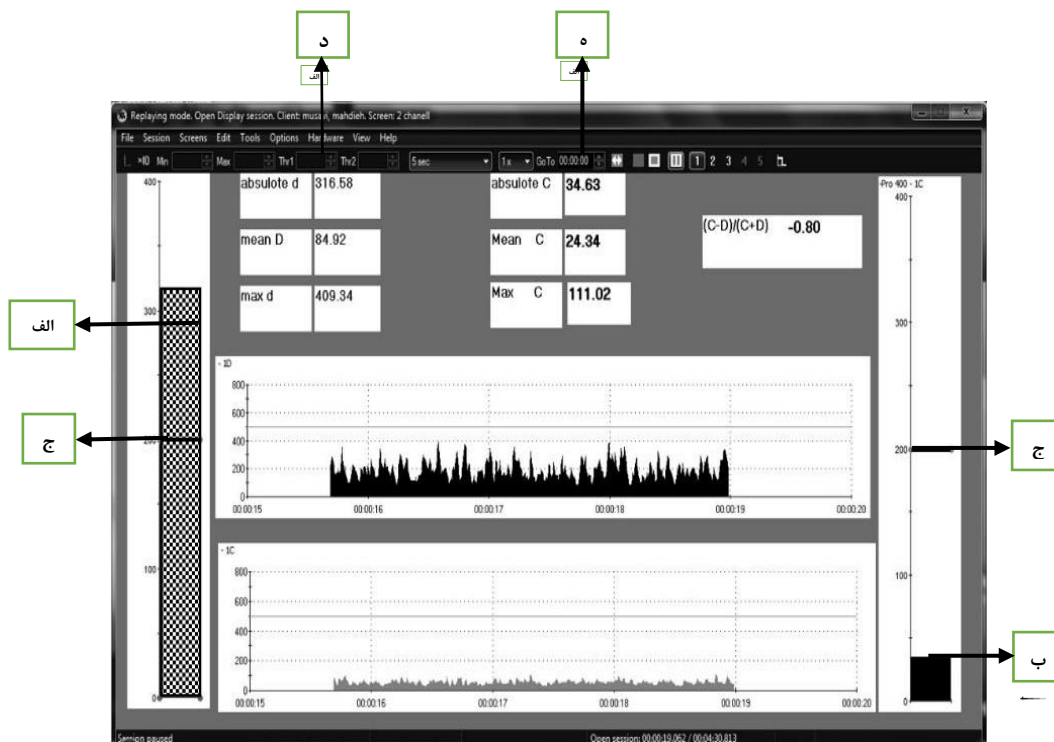 د ه
الف الف
Replaying mode. Open Display session. Client: musavi, mahdieh. Screen: 2 chanell
File Session Screens Edit Tools Options Hardware View Help
×10 Min Max Thr1 Thr2 5 sec 1 x GoTo 00:00:00 1 2 3 4 5
400
300
200
100
0
absulote d 316.58
mean D 84.92
max d 409.34
absulote C 34.63
Mean C 24.34
Max C 111.02
(C-D)/(C+D) -0.80
-Pro 400 - 1C
400
300
200
100
0
الف
ج
ج
ب
- 1D
800
600
400
200
0
00:00:15 00:00:16 00:00:17 00:00:18 00:00:19 00:00:20
- 1C
800
600
400
200
0
00:00:15 00:00:16 00:00:17 00:00:18 00:00:19 00:00:20
Session paused Open session: 00:00:19.062 / 00:04:30.813